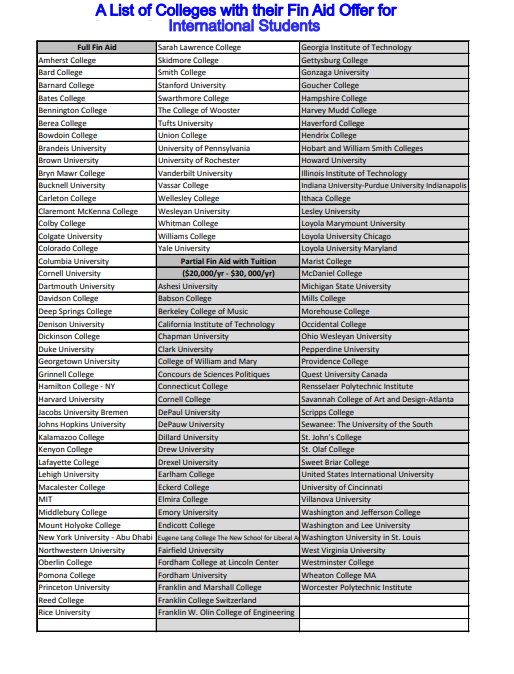 A List of Colleges with their Fin Aid Offer for
International Students
Full Fin Aid
Amherst College
Bard College
Barnard College
Bates College
Bennington College
Berea College
Bowdoin College
Brandeis University
Brown University
Bryn Mawr College
Bucknell University
Carleton College
Claremont McKenna College
Colby College
Colgate University
Colorado College
Columbia University
Cornell University
Dartmouth University
Davidson College
Deep Springs College
Denison University
Dickinson College
Duke University
Georgetown University
Grinnell College
Hamilton College - NY
Harvard University
Jacobs University Bremen
Johns Hopkins University
Kalamazoo College
Kenyon College
Lafayette College
Lehigh University
Macalester College
MIT
Middlebury College
Mount Holyoke College
New York University - Abu Dhabi
Northwestern University
Oberlin College
Pomona College
Princeton University
Reed College
Rice University
Sarah Lawrence College
Skidmore College
Smith College
Stanford University
Swarthmore College
The College of Wooster
Tufts University
Union College
University of Pennsylvania
University of Rochester
Vanderbilt University
Vassar College
Wellesley College
Wesleyan University
Whitman College
Williams College
Yale University
Partial Fin Aid with Tuition
($20,000/yr - $30, 000/yr)
Ashesi University
Babson College
Berkeley College of Music
California Institute of Technology
Chapman University
Clark University
College of William and Mary
Concours de Sciences Politiques
Connecticut College
Cornell College
DePaul University
DePauw University
Dillard University
Drew University
Drexel University
Earlham College
Eckerd College
Elmira College
Emory University
Endicott College
Eugene Lang College The New School for Liberal A
Fairfield University
Fordham College at Lincoln Center
Fordham University
Franklin and Marshall College
Franklin College Switzerland
Franklin W. Olin College of Engineering
Georgia Institute of Technology
Gettysburg College
Gonzaga University
Goucher College
Hampshire College
Harvey Mudd College
Haverford College
Hendrix College
Hobart and William Smith Colleges
Howard University
Illinois Institute of Technology
Indiana University-Purdue University Indianapolis
Ithaca College
Lesley University
Loyola Marymount University
Loyola University Chicago
Loyola University Maryland
Marist College
McDaniel College
Michigan State University
Mills College
Morehouse College
Occidental College
Ohio Wesleyan University
Pepperdine University
Providence College
Quest University Canada
Rensselaer Polytechnic Institute
Savannah College of Art and Design-Atlanta
Scripps College
Sewanee: The University of the South
St. John's College
St. Olaf College
Sweet Briar College
United States International University
University of Cincinnati
Villanova University
Washington and Jefferson College
Washington and Lee University
Washington University in St. Louis
West Virginia University
Westminster College
Wheaton College MA
Worcester Polytechnic Institute